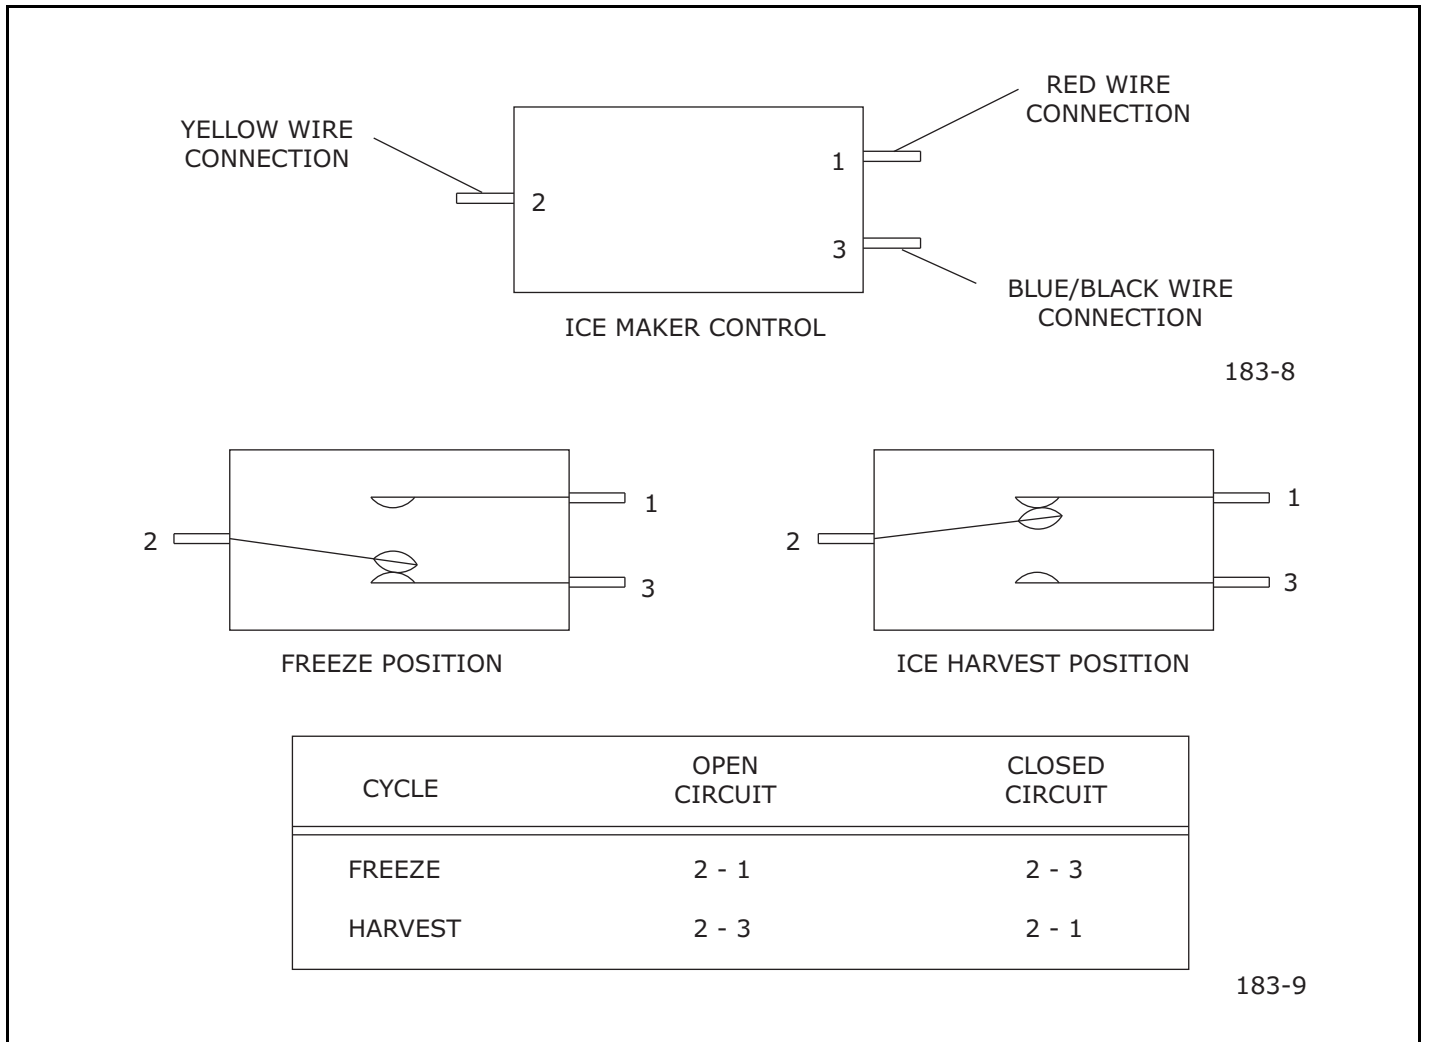 RED WIRE
CONNECTION
YELLOW WIRE
CONNECTION
1
2
3
BLUE/BLACK WIRE
CONNECTION
ICE MAKER CONTROL
183-8
1
2
3
FREEZE POSITION
1
2
3
ICE HARVEST POSITION
CYCLE
OPEN
CIRCUIT
CLOSED
CIRCUIT
FREEZE 2 - 1 2 - 3
HARVEST 2 - 3 2 - 1
183-9